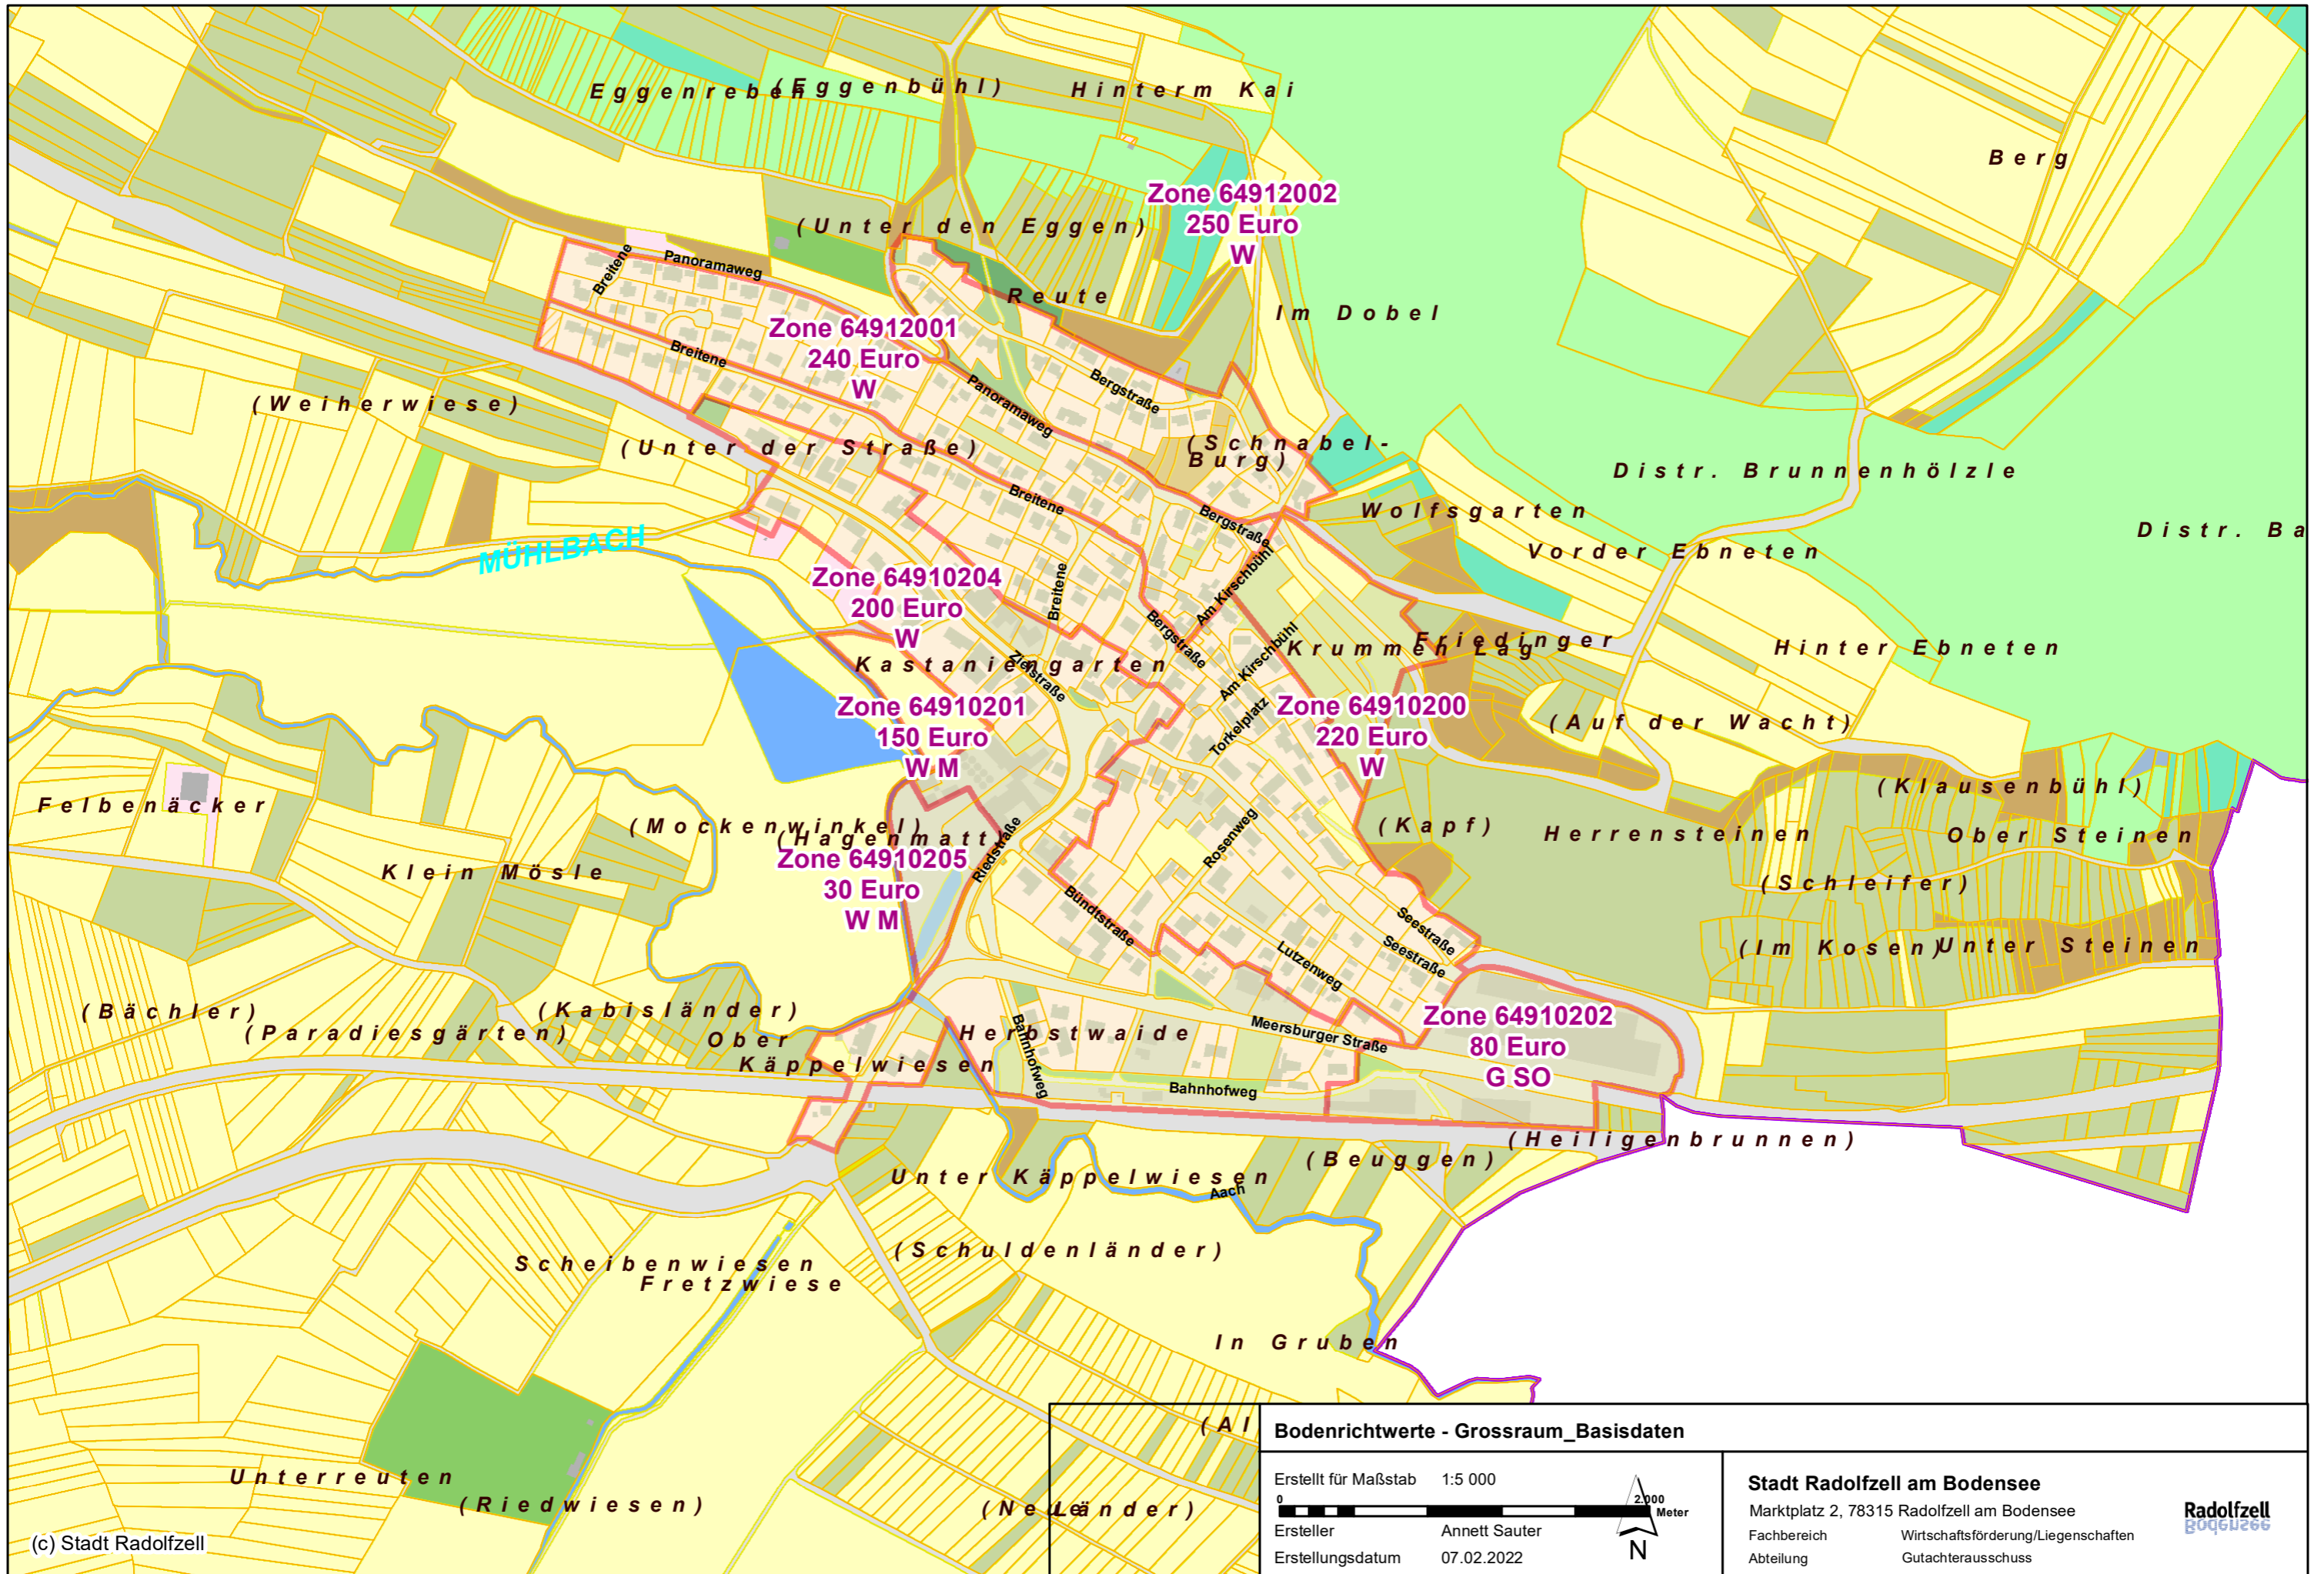 Eggenreben
(Eggenbühl)
Hinterm Kai
Berg
Zone 64912002
250 Euro
W
(Unter den Eggen)
Breitene
Panoramaweg
Reute
Im Dobel
Zone 64912001
240 Euro
W
Breitene
Panoramaweg
Bergstraße
(Weiherwiese)
(Unter der Straße)
(Schnabel-
Burg)
Distr. Brunnenhölzle
Breitene
Bergstraße
Wolfsgarten
Vorder Ebneten
Distr. Ba
MÜHLBACH
Zone 64910204
200 Euro
W
Breitene
Am Kirschbühl
Bergstraße
Am Kirschbühl
Krummen Lag
Friedinger
Hinter Ebneten
Kastaniengarten
Zielstraße
Torkelplatz
Zone 64910201
150 Euro
W M
Zone 64910200
220 Euro
W
(Auf der Wacht)
Felbenäcker
(Klausenbühl)
(Mockenwinkel)
(Hagenmatt)
Riedstraße
Rosenweg
(Kapf)
Herrensteinen
Ober Steinen
Klein Mösle
Zone 64910205
30 Euro
W M
(Schleifer)
Bündtstraße
Seestraße
Seestraße
Lutzenweg
(Im Kosen)
Unter Steinen
(Bächler)
(Paradiesgärten)
(Kabisländer)
Ober
Käppelwiesen
Herbstwaide
Bahnhofweg
Meersburger Straße
Bahnhofweg
Zone 64910202
80 Euro
G SO
(Heiligenbrunnen)
(Beuggen)
Unter Käppelwiesen
Aach
(Schuldenländer)
Scheibenwiesen
Fretzwiese
In Gruben
(Al
Unterreuten
(Riedwiesen)
(Neue
Länder)
(c) Stadt Radolfzell
Bodenrichtwerte - Grossraum_Basisdaten
Erstellt für Maßstab 1:5 000
0 2.000
Meter
Ersteller Annett Sauter
Erstellungsdatum 07.02.2022
N
Stadt Radolfzell am Bodensee
Marktplatz 2, 78315 Radolfzell am Bodensee
Fachbereich Wirtschaftsförderung/Liegenschaften
Abteilung Gutachterausschuss
Radolfzell
Bodensee